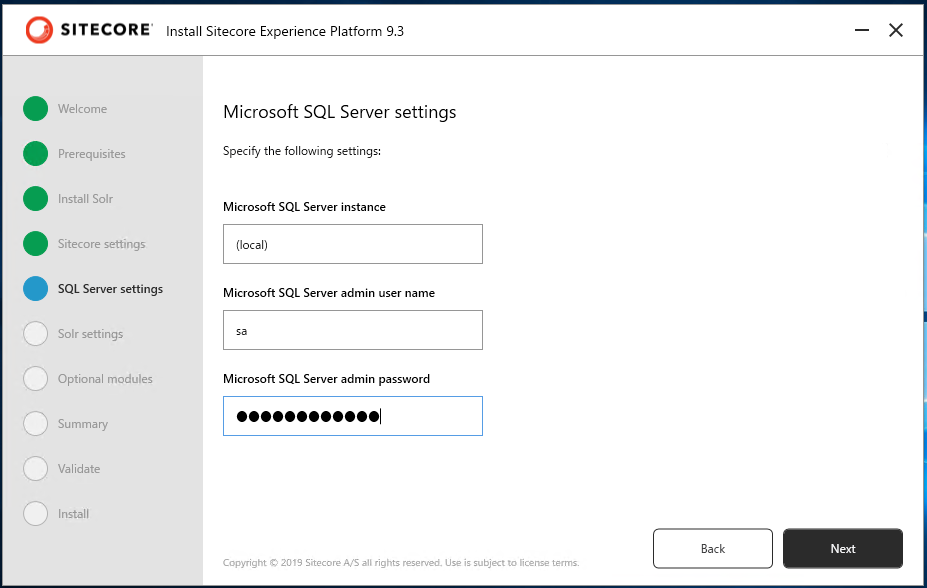 SITECORE Install Sitecore Experience Platform 9.3
Welcome
Prerequisites
Install Solr
Sitecore settings
SQL Server settings
Solr settings
Optional modules
Summary
Validate
Install
Microsoft SQL Server settings
Specify the following settings:
Microsoft SQL Server instance
(local)
Microsoft SQL Server admin user name
sa
Microsoft SQL Server admin password
●●●●●●●●●●●●
Back
Next
Copyright © 2019 Sitecore A/S all rights reserved. Use is subject to license terms.